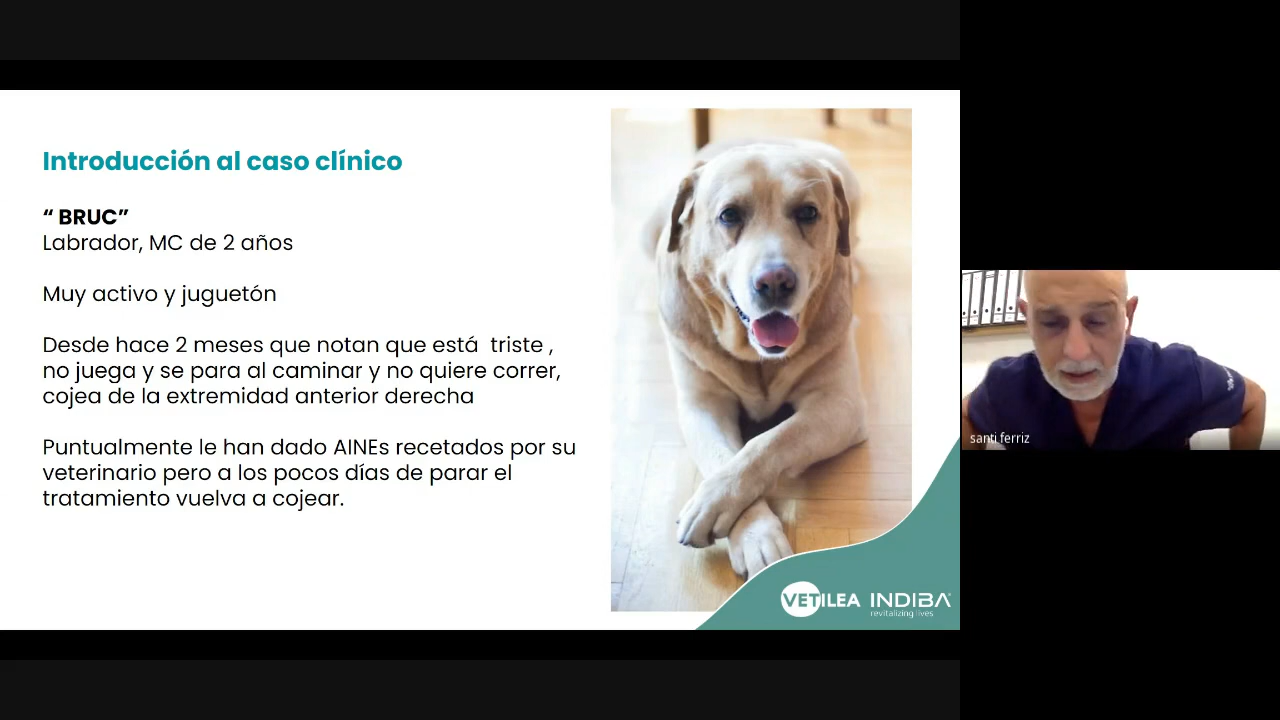 Introducción al caso clínico
“ BRUC”
Labrador, MC de 2 años
Muy activo y juguetón
Desde hace 2 meses que notan que está  triste ,
no juega y se para al caminar y no quiere correr,
cojea de la extremidad anterior derecha
Puntualmente le han dado AINEs recetados por su
veterinario pero a los pocos días de parar el
tratamiento vuelva a cojear.
VETILEA INDIBA®
revitalizing lives
santi ferriz